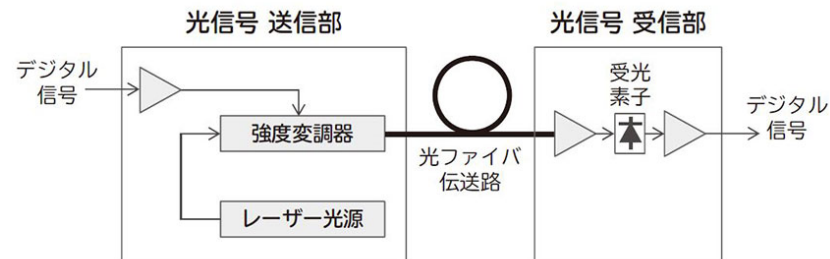 光信号 送信部
光信号 受信部
デジタル
信号
強度変調器
レーザー光源
光ファイバ
伝送路
受光
素子
デジタル
信号